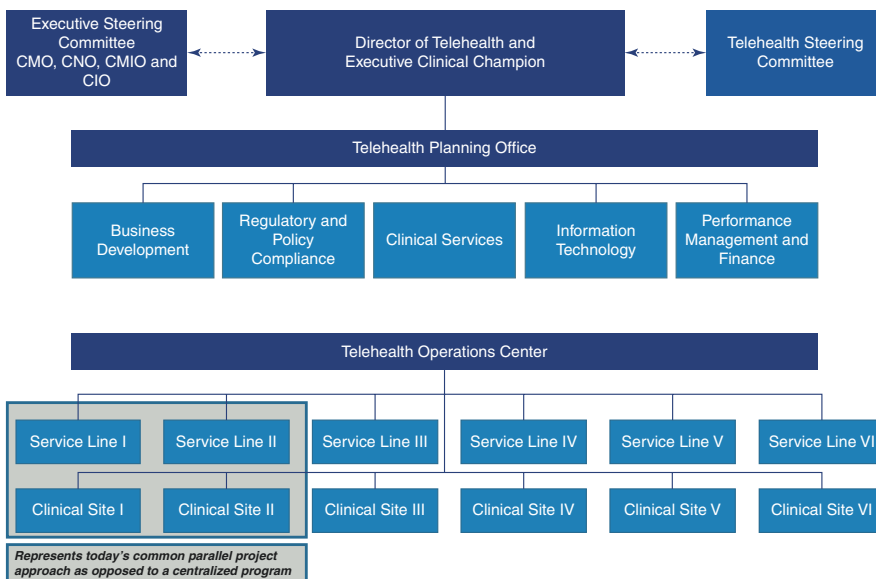 Executive Steering
Committee
CMO, CNO, CMIO and
CIO
Director of Telehealth and
Executive Clinical Champion
Telehealth Steering
Committee
Telehealth Planning Office
Business
Development
Regulatory and
Policy
Compliance
Clinical Services
Information
Technology
Performance
Management and
Finance
Telehealth Operations Center
Service Line I
Service Line II
Service Line III
Service Line IV
Service Line V
Service Line VI
Clinical Site I
Clinical Site II
Clinical Site III
Clinical Site IV
Clinical Site V
Clinical Site VI
Represents today's common parallel project
approach as opposed to a centralized program